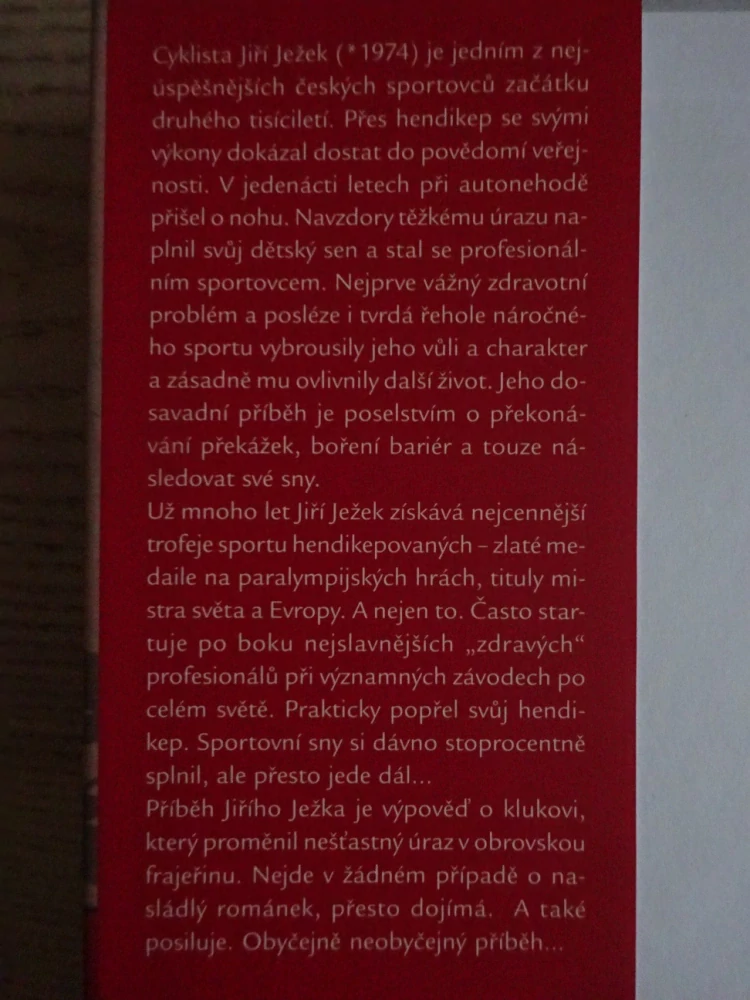 Cyklista Jiří Ježek (*1974) je jedním z nej-
úspěšnějších českých sportovců začátku
druhého tisíciletí. Přes hendikep se svými
výkony dokázal dostat do povědomí veřej-
nosti. V jedenácti letech při autonehodě
přišel o nohu. Navzdory těžkému úrazu na-
plnil svůj dětský sen a stal se profesionál-
ním sportovcem. Nejprve vážný zdravotní
problém a posléze i tvrdá řehole náročné-
ho sportu vybrousily jeho vůli a charakter
a zásadně mu ovlivnily další život. Jeho do-
savadní příběh je poselstvím o překoná-
vání překážek, boření bariér a touze ná-
sledovat své sny.
Už mnoho let Jiří Ježek získává nejcennější
trofeje sportu hendikepovaných – zlaté me-
daile na paralympijských hrách, tituly mi-
stra světa a Evropy. A nejen to. Často star-
tuje po boku nejslavnějších „zdravých“
profesionálů při významných závodech po
celém světě. Prakticky popřel svůj hendi-
kep. Sportovní sny si dávno stoprocentně
splnil, ale přesto jede dál...
Příběh Jiřího Ježka je výpověď o klukovi,
který proměnil nešťastný úraz v obrovskou
frajeřinu. Nejde v žádném případě o na-
sládlý románek, přesto dojímá. A také
posiluje. Obyčejně neobyčejný příběh...